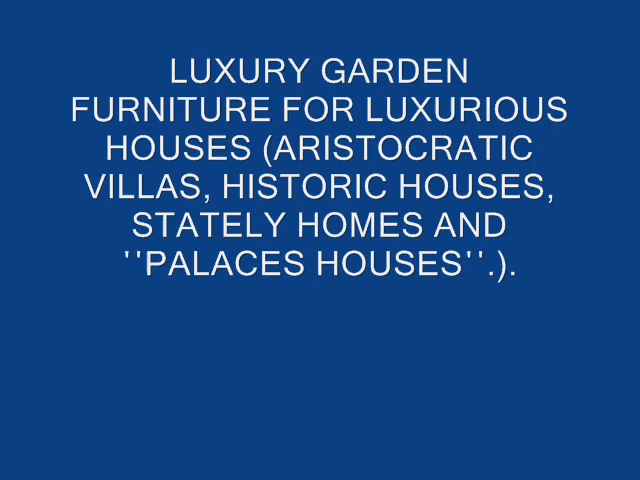 LUXURY GARDEN
FURNITURE FOR LUXURIOUS
HOUSES (ARISTOCRATIC
VILLAS, HISTORIC HOUSES,
STATELY HOMES AND
''PALACES HOUSES''.).